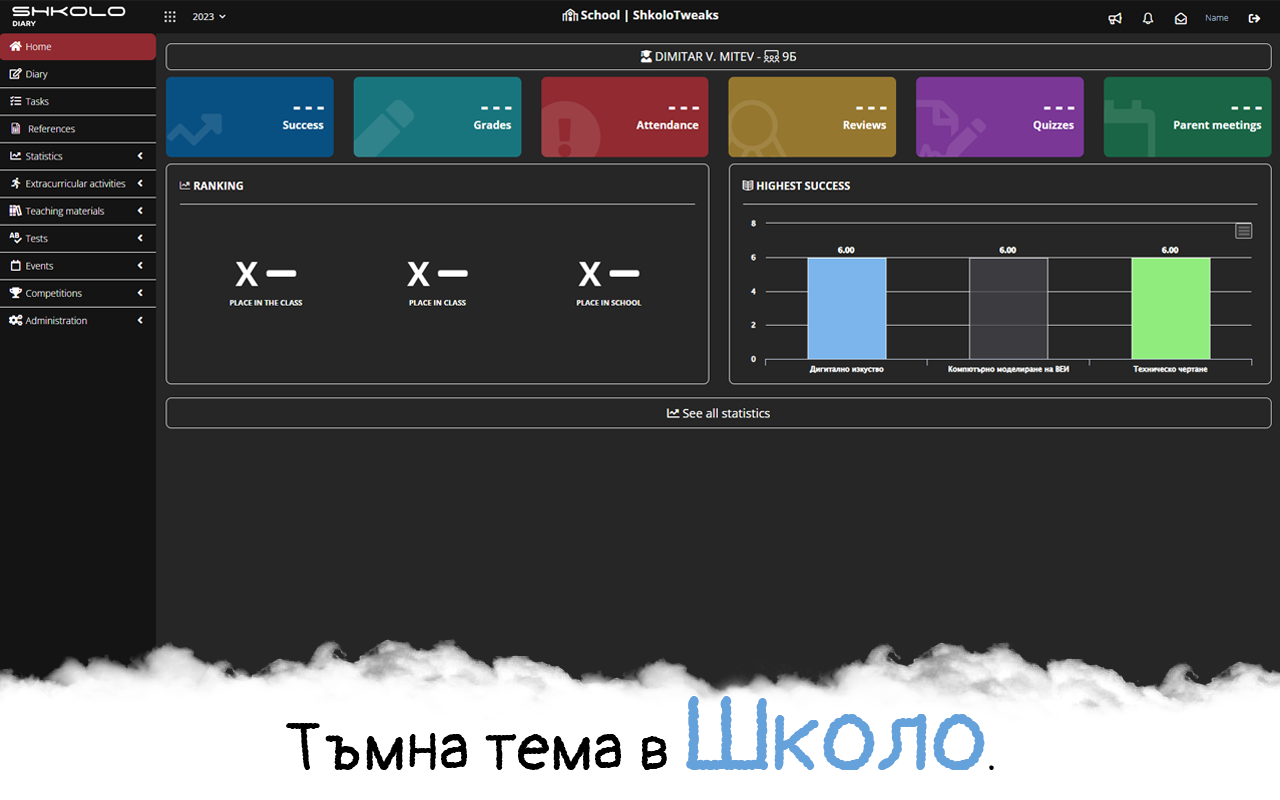 SHKOLO
DIARY
2023
School | ShkoloTweaks
Name
Home
Diary
Tasks
References
Statistics
Extracurricular activities
Teaching materials
Tests
Events
Competitions
Administration
DIMITAR V. MITEV - 9Б
- - -
Success
- - -
Grades
- - -
Attendance
- - -
Reviews
- - -
Quizzes
- - -
Parent meetings
RANKING
X —
PLACE IN THE CLASS
X —
PLACE IN CLASS
X —
PLACE IN SCHOOL
HIGHEST SUCCESS
8
6
4
2
0
6.00
6.00
6.00
Дигитално изкуство
Компютърно моделиране на ВЕИ
Техническо чертане
See all statistics
Тъмна тема в Школо.